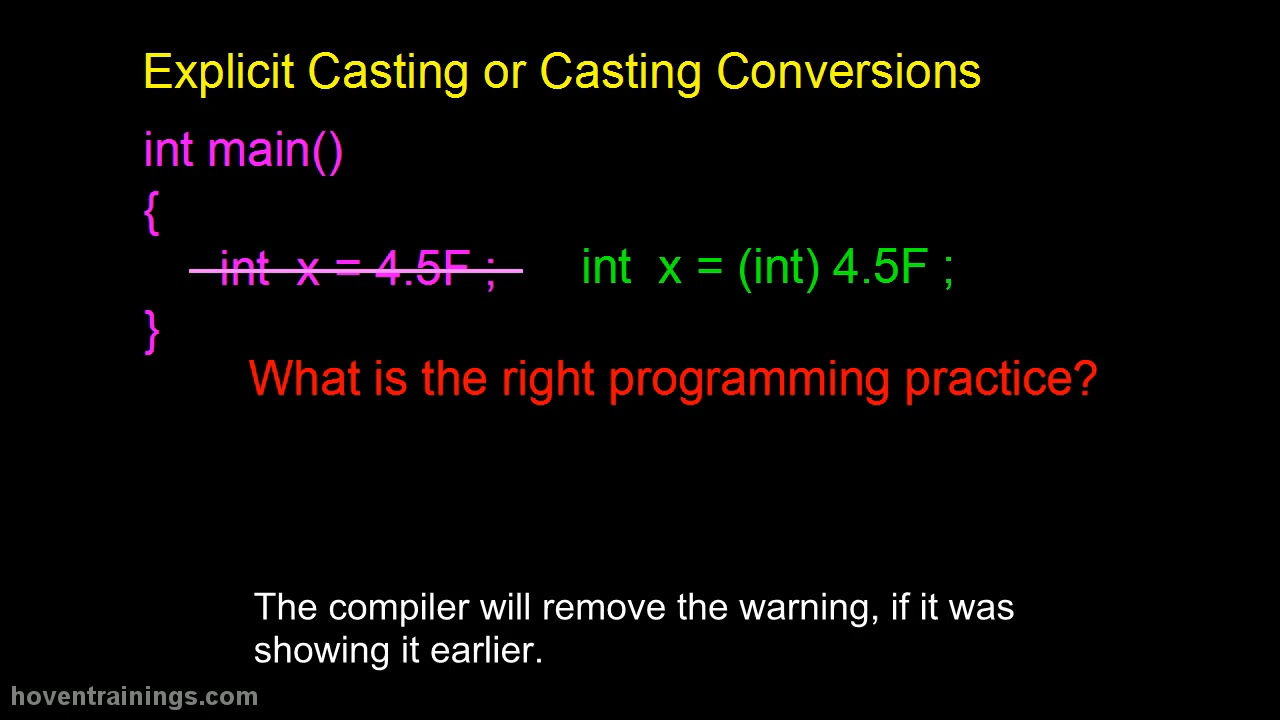 Explicit Casting or Casting Conversions
int main()
{
int x = 4.5F ; int x = (int) 4.5F ;
}
What is the right programming practice?
The compiler will remove the warning, if it was
showing it earlier.
hoventrainings.com